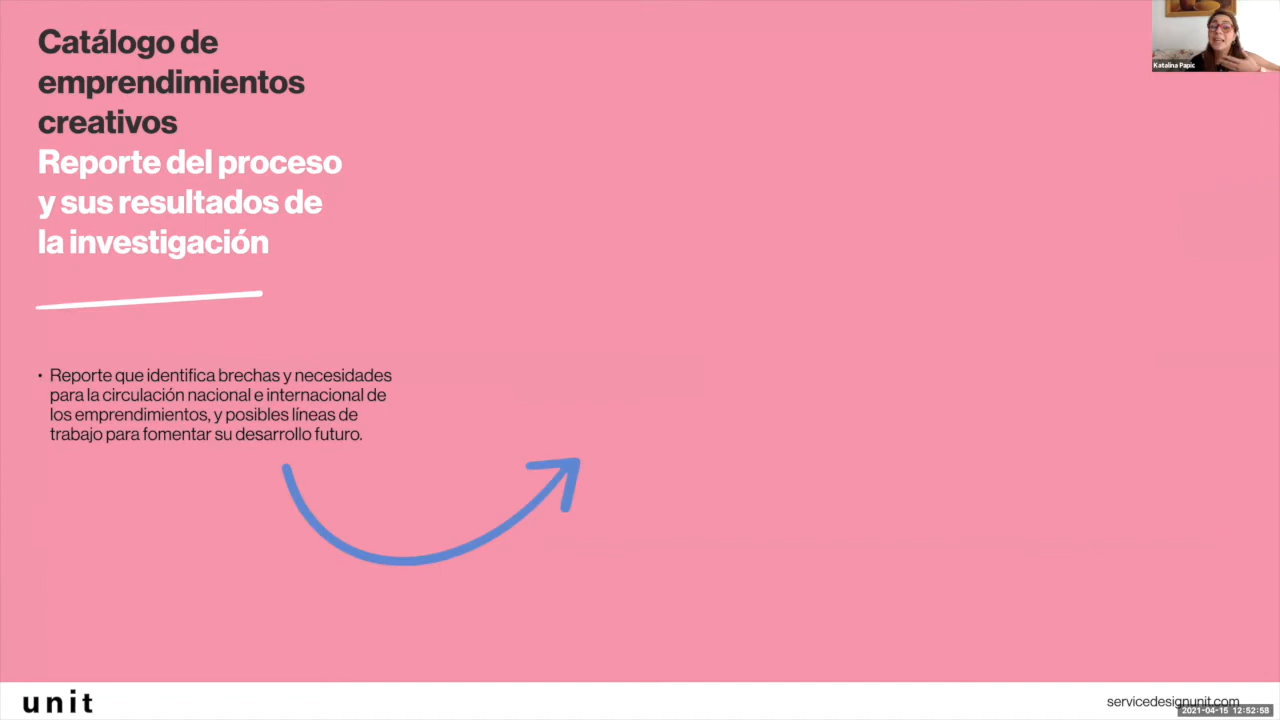 Catálogo de
emprendimientos
creativos
Reporte del proceso
y sus resultados de
la investigación
• Reporte que identifica brechas y necesidades
para la circulación nacional e internacional de
los emprendimientos, y posibles líneas de
trabajo para fomentar su desarrollo futuro.
Katalina Papic
unit
servicedesignunit.com
2021-04-15 12:52:58